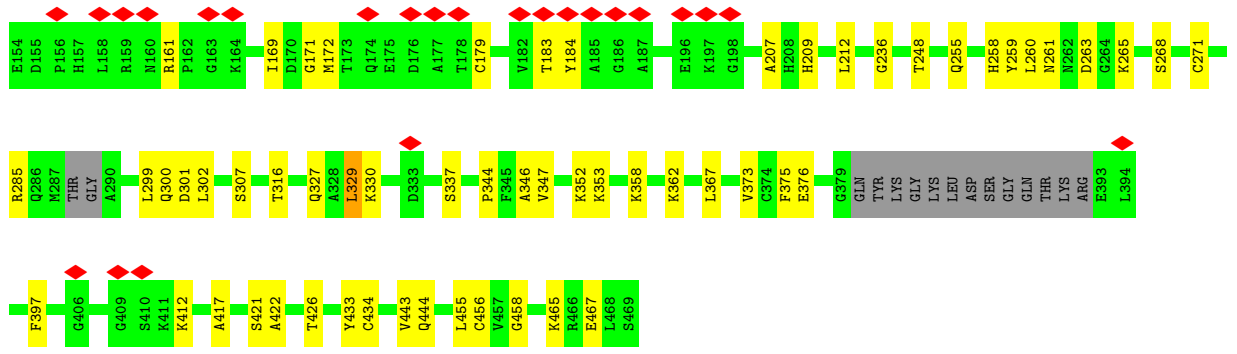 E154 D155 P156 H157 L158 R159 N160 R161 P162 G163 K164 I169 D170 G171 M172 T173 Q174 E175 D176 A177 T178 C179 V182 T183 Y184 A185 G186 A187 E196 K197 G198 A207 H208 H209 L212 G236 T248 Q255 H258 Y259 L260 N261 N262 D263 G264 K265 S268 C271
R285 Q286 M287 THR GLY A290 L299 Q300 D301 L302 S307 T316 Q327 A328 L329 K330 D333 S337 P344 F345 A346 V347 K352 K353 K358 K362 L367 V373 C374 F375 E376 G379 GLN TYR LYS GLY LYS LEU ASP SER GLY GLN THR LYS ARG E393 L394
F397 G406 G409 S410 K411 K412 A417 S421 A422 T426 Y433 C434 V443 Q444 L455 C456 V457 G458 K465 R466 E467 L468 S469